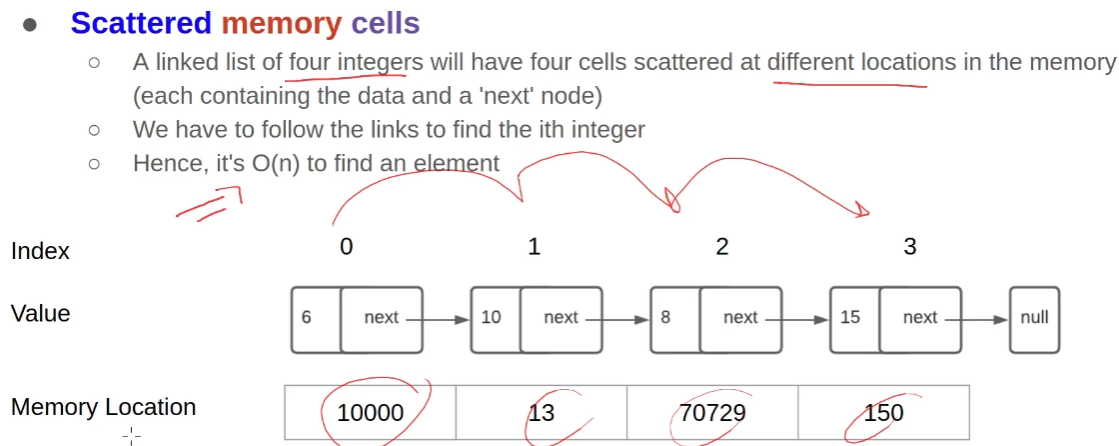 Scattered memory cells
A linked list of four integers will have four cells scattered at different locations in the memory
(each containing the data and a 'next' node)
We have to follow the links to find the ith integer
Hence, it's O(n) to find an element
Index 0 1 2 3
Value 6 next 10 next 8 next 15 next null
Memory Location 10000 13 70729 150